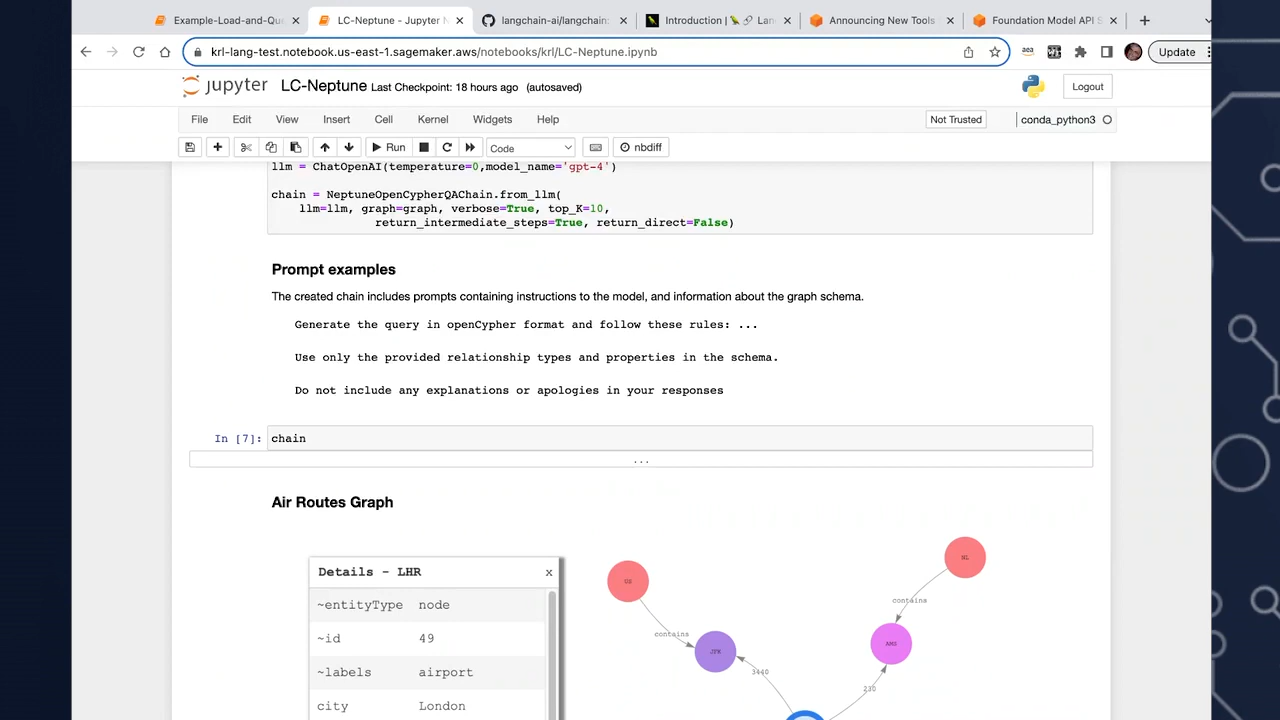 Example-Load-and-Qu
LC-Neptune - Jupyter N
langchain-ai/langchain:
Introduction | 🦜️🔗 Lan
Announcing New Tools
Foundation Model API S
krl-lang-test.notebook.us-east-1.sagemaker.aws/notebooks/krl/LC-Neptune.ipynb
aea
Update
jupyter LC-Neptune Last Checkpoint: 18 hours ago (autosaved)
Logout
File Edit View Insert Cell Kernel Widgets Help
Not Trusted
conda_python3
Run
Code
nbdiff
llm = ChatOpenAI(temperature=0,model_name='gpt-4')
chain = NeptuneOpenCypherQAChain.from_llm(
llm=llm, graph=graph, verbose=True, top_K=10,
return_intermediate_steps=True, return_direct=False)
Prompt examples
The created chain includes prompts containing instructions to the model, and information about the graph schema.
Generate the query in openCypher format and follow these rules: ...
Use only the provided relationship types and properties in the schema.
Do not include any explanations or apologies in your responses
In [7]: chain
...
Air Routes Graph
Details - LHR x
~entityType node
~id 49
~labels airport
city London
NL
contains
AMS
230
US
contains
JFK
3440